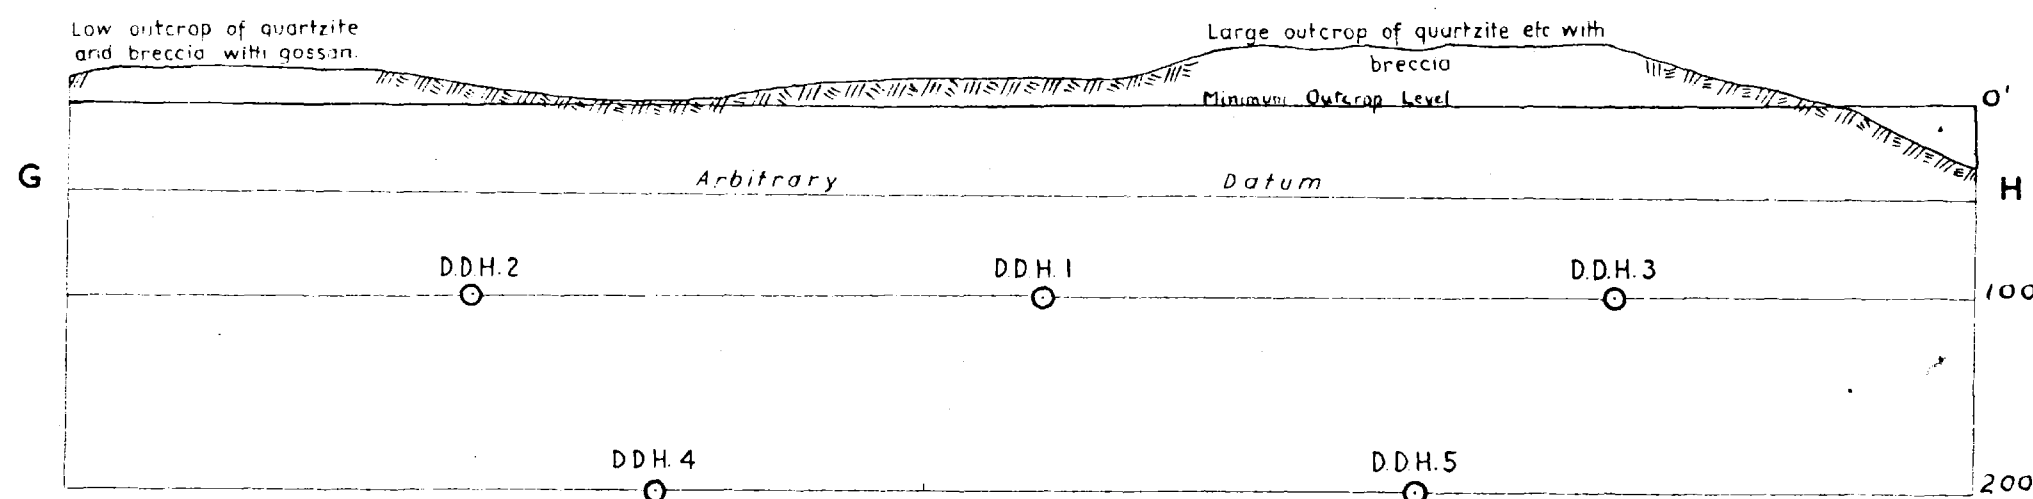 Low outcrop of quartzite
and breccia with gossan.
Large outcrop of quartzite etc with
breccia
Minimum Outcrop Level
0'
G
Arbitrary Datum
H
D.D.H.2
D.D.H.1
D.D.H.3
100
D.D.H.4
D.D.H.5
200